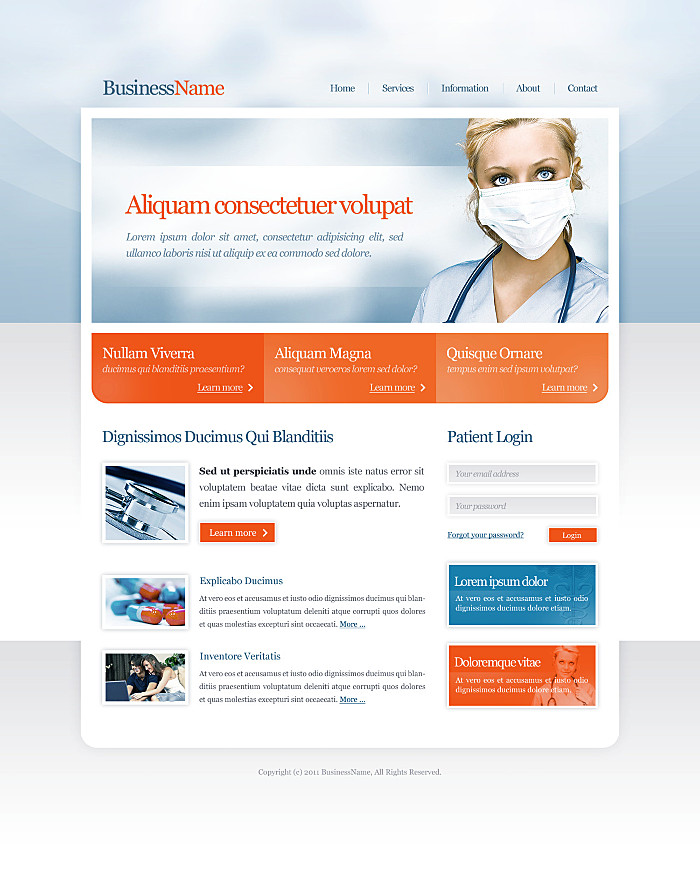 BusinessName
Home Services Information About Contact
Aliquam consectetuer volupat
Lorem ipsum dolor sit amet, consectetur adipisicing elit, sed
ullamco laboris nisi ut aliquip ex ea commodo sed dolore.
Nullam Viverra
ducimus qui blanditiis praesentium?
Learn more
Aliquam Magna
consequat veroeros lorem sed dolor?
Learn more
Quisque Ornare
tempus enim sed ipsum volutpat?
Learn more
Dignissimos Ducimus Qui Blanditiis
Sed ut perspiciatis unde omnis iste natus error sit
voluptatem beatae vitae dicta sunt explicabo. Nemo
enim ipsam voluptatem quia voluptas aspernatur.
Learn more
Explicabo Ducimus
At vero eos et accusamus et iusto odio dignissimos ducimus qui blan-
ditiis praesentium voluptatum deleniti atque corrupti quos dolores
et quas molestias excepturi sint occaecati. More ...
Inventore Veritatis
At vero eos et accusamus et iusto odio dignissimos ducimus qui blan-
ditiis praesentium voluptatum deleniti atque corrupti quos dolores
et quas molestias excepturi sint occaecati. More ...
Patient Login
Your email address
Your password
Forgot your password?
Login
Lorem ipsum dolor
At vero eos et accusamus et iusto odio
dignissimos ducimus dolore etiam.
Doloremque vitae
At vero eos et accusamus et iusto odio
dignissimos ducimus dolore etiam.
Copyright (c) 2011 BusinessName, All Rights Reserved.